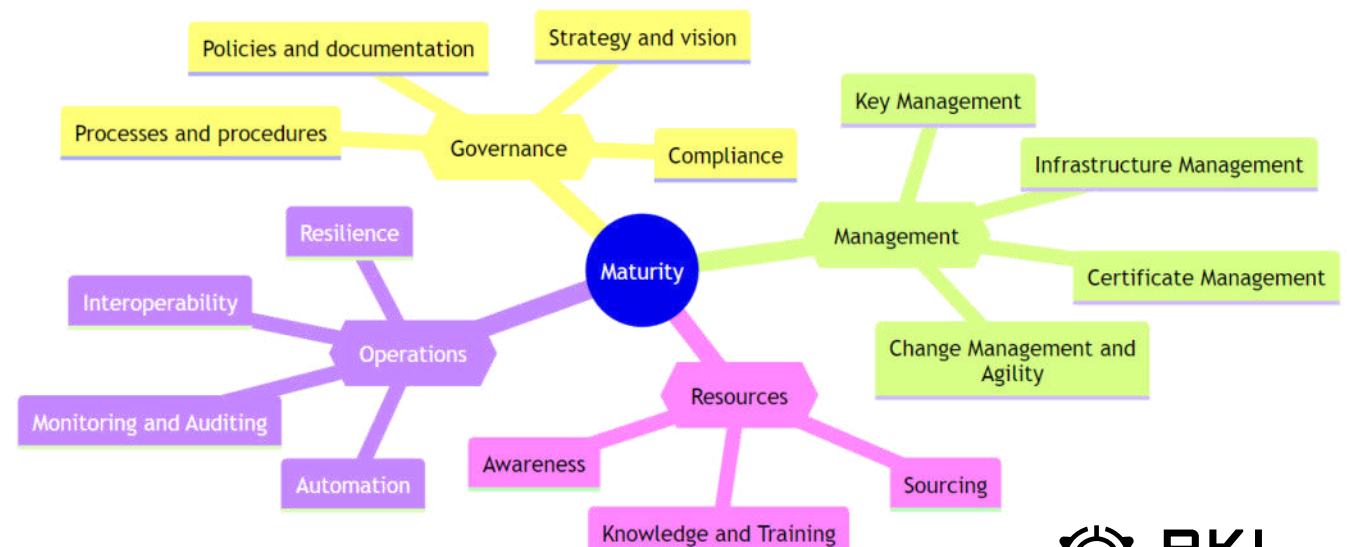 Policies and documentation
Strategy and vision
Processes and procedures
Governance
Compliance
Key Management
Infrastructure Management
Management
Certificate Management
Change Management and
Agility
Maturity
Resilience
Interoperability
Operations
Monitoring and Auditing
Automation
Resources
Awareness
Sourcing
Knowledge and Training
PKI